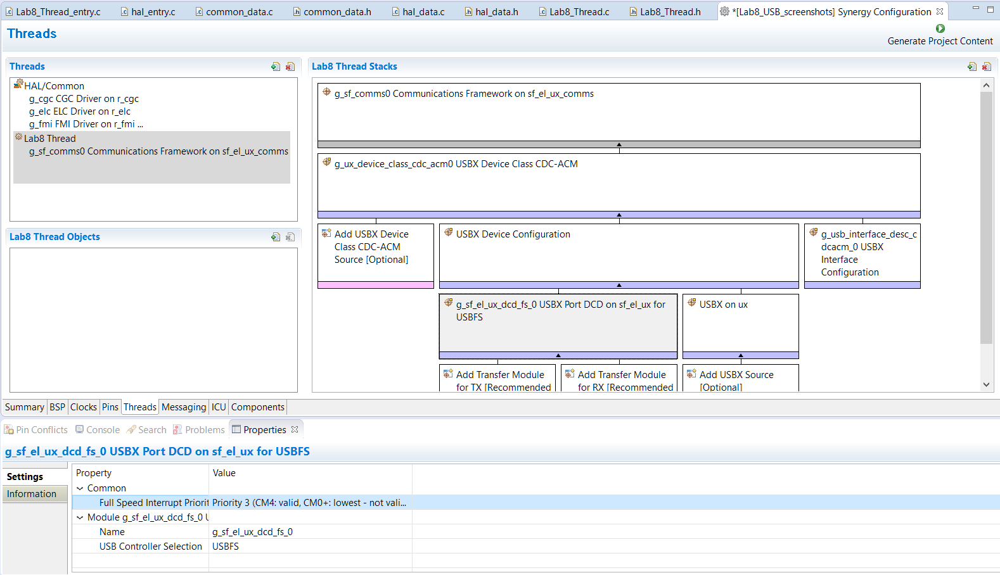 Lab8_Thread_entry.c
hal_entry.c
common_data.c
common_data.h
hal_data.c
hal_data.h
Lab8_Thread.c
Lab8_Thread.h
*[Lab8_USB_screenshots] Synergy Configuration
Threads
Generate Project Content
Threads
HAL/Common
g_cgc CGC Driver on r_cgc
g_elc ELC Driver on r_elc
g_fmi FMI Driver on r_fmi ...
Lab8 Thread
g_sf_comms0 Communications Framework on sf_el_ux_comms
Lab8 Thread Objects
Lab8 Thread Stacks
g_sf_comms0 Communications Framework on sf_el_ux_comms
g_ux_device_class_cdc_acm0 USBX Device Class CDC-ACM
Add USBX Device
Class CDC-ACM
Source [Optional]
USBX Device Configuration
g_usb_interface_desc_c
dcacm_0 USBX
Interface
Configuration
g_sf_el_ux_dcd_fs_0 USBX Port DCD on sf_el_ux for
USBFS
USBX on ux
Add Transfer Module
for TX [Recommended
Add Transfer Module
for RX [Recommended
Add USBX Source
[Optional]
Summary
BSP
Clocks
Pins
Threads
Messaging
ICU
Components
Pin Conflicts
Console
Search
Problems
Properties
g_sf_el_ux_dcd_fs_0 USBX Port DCD on sf_el_ux for USBFS
Settings
Information
Property
Value
Common
Full Speed Interrupt Priorit
Priority 3 (CM4: valid, CM0+: lowest - not vali...
Module g_sf_el_ux_dcd_fs_0 U
Name
g_sf_el_ux_dcd_fs_0
USB Controller Selection
USBFS